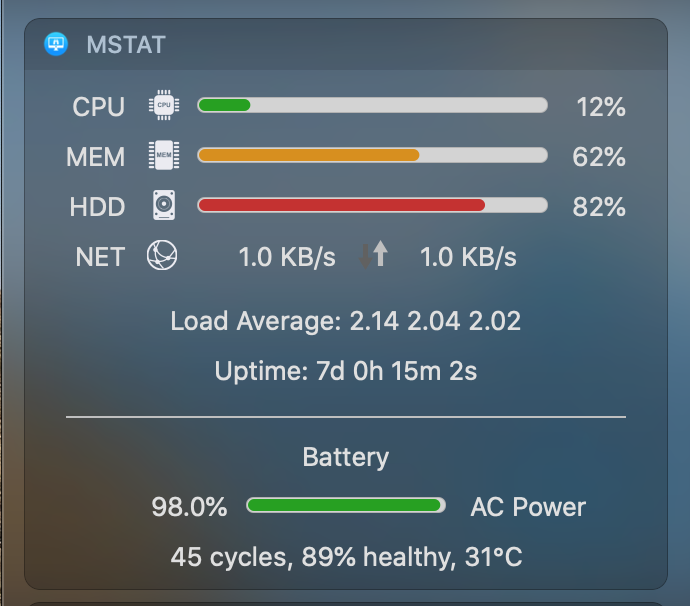 MSTAT
CPU CPU 12%
MEM MEM 62%
HDD 82%
NET 1.0 KB/s 1.0 KB/s
Load Average: 2.14 2.04 2.02
Uptime: 7d 0h 15m 2s
Battery
98.0% AC Power
45 cycles, 89% healthy, 31°C